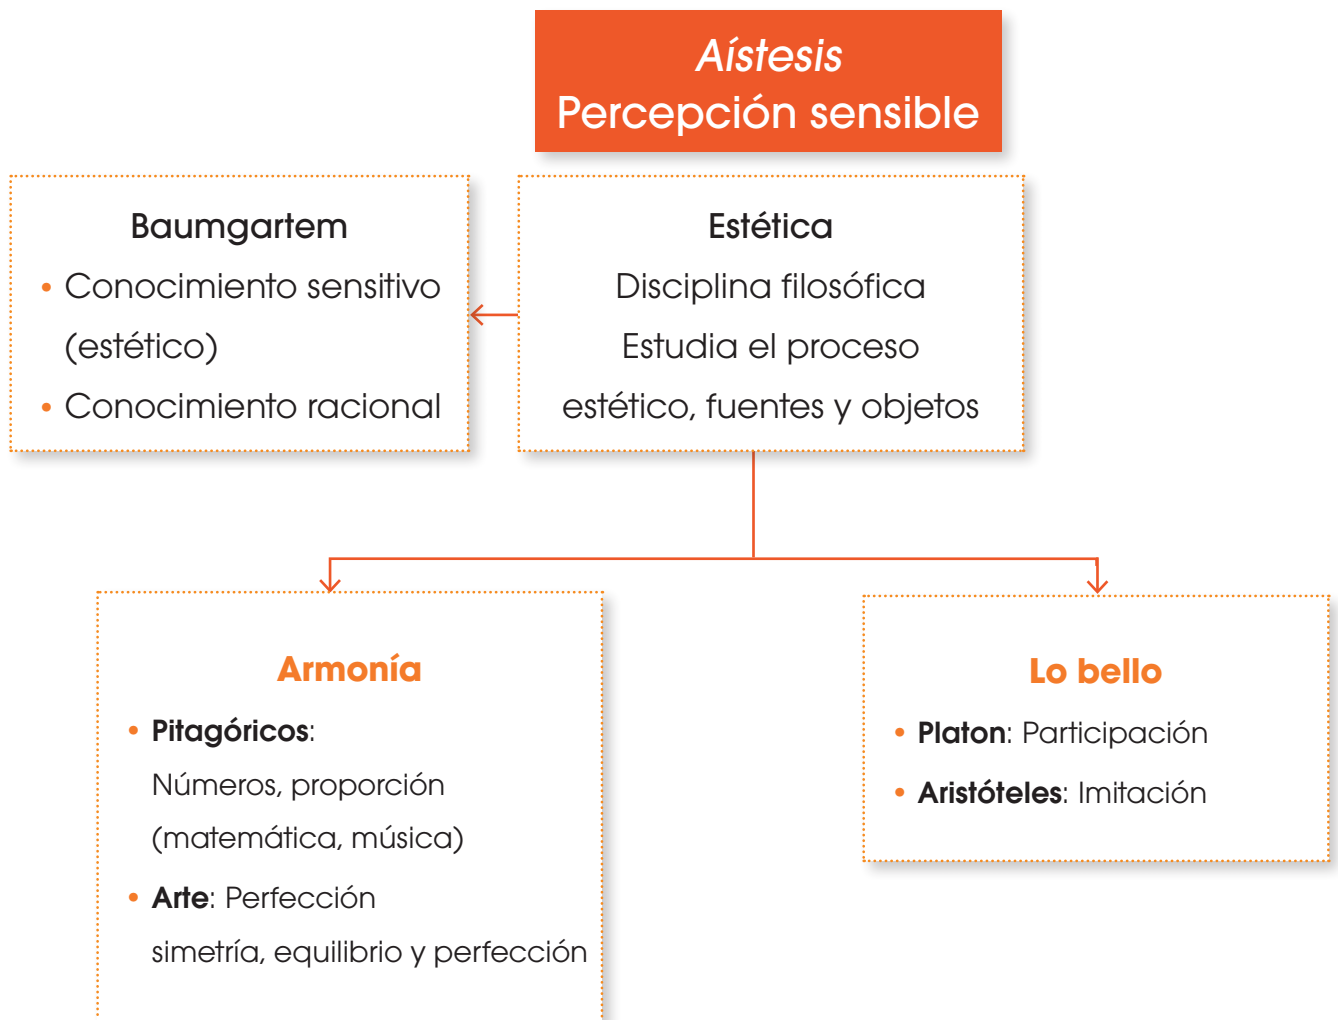 Aístesis
Percepción sensible
Baumgartem
• Conocimiento sensitivo
(estético)
• Conocimiento racional
Estética
Disciplina filosófica
Estudia el proceso
estético, fuentes y objetos
Armonía
• Pitagóricos:
Números, proporción
(matemática, música)
• Arte: Perfección
simetría, equilibrio y perfección
Lo bello
• Platon: Participación
• Aristóteles: Imitación